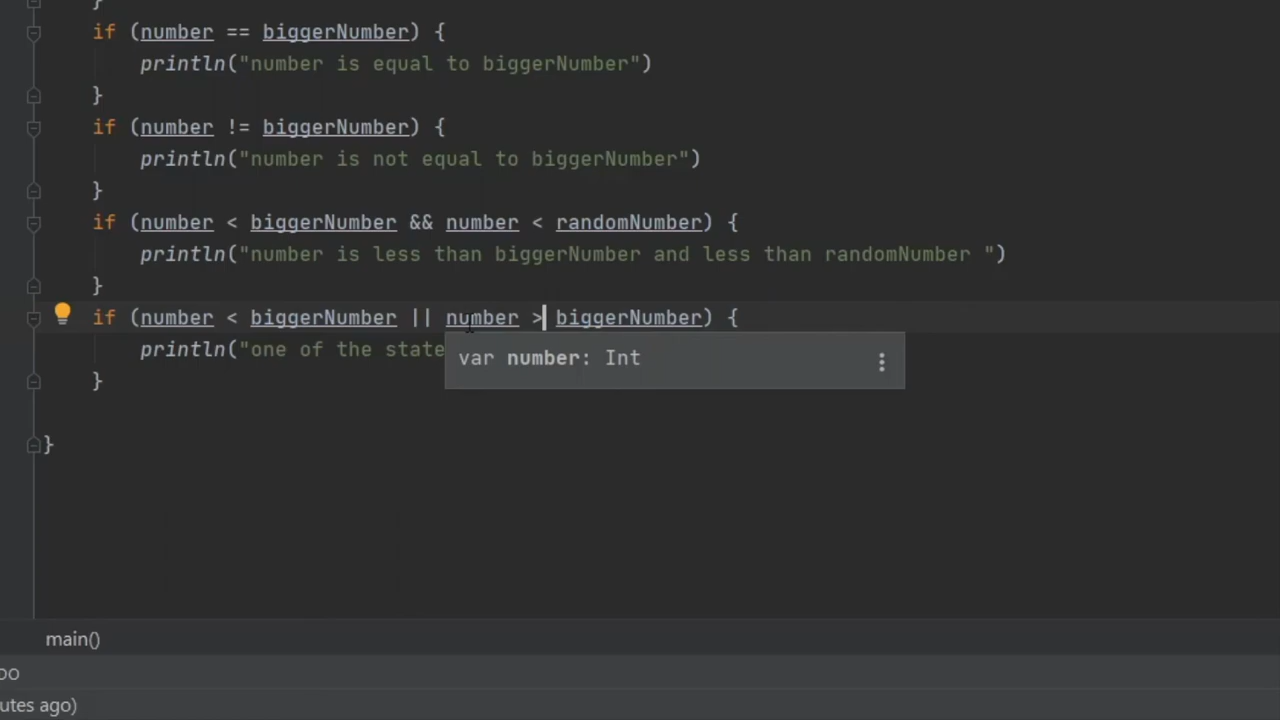 }
if (number == biggerNumber) {
println("number is equal to biggerNumber")
}
if (number != biggerNumber) {
println("number is not equal to biggerNumber")
}
if (number < biggerNumber && number < randomNumber) {
println("number is less than biggerNumber and less than randomNumber ")
}
if (number < biggerNumber || number > biggerNumber) {
println("one of the state
var number: Int
}
}
main()
utes ago)